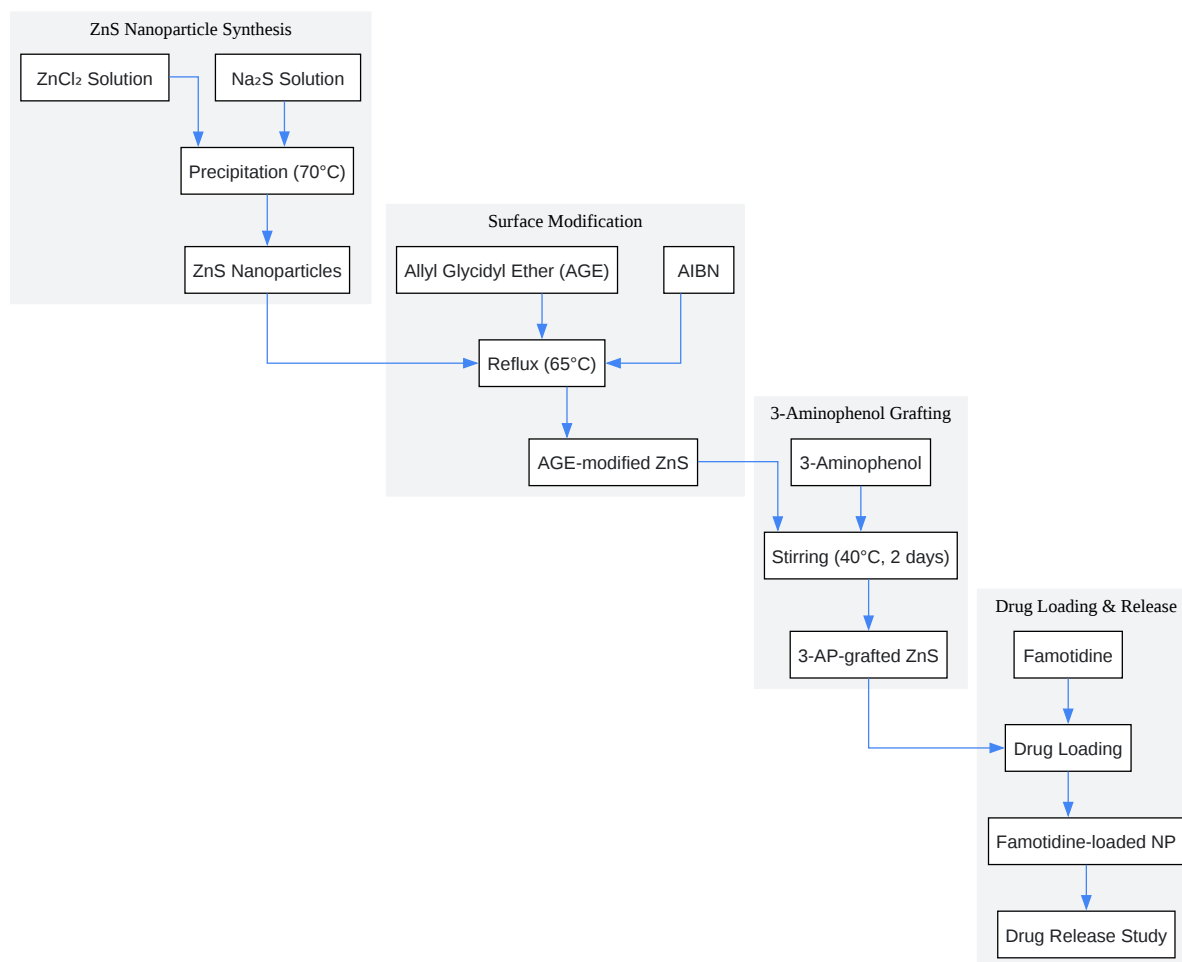 ZnS Nanoparticle Synthesis
ZnCl₂ Solution
Na₂S Solution
Precipitation (70°C)
ZnS Nanoparticles
Surface Modification
Allyl Glycidyl Ether (AGE)
AIBN
Reflux (65°C)
AGE-modified ZnS
3-Aminophenol Grafting
3-Aminophenol
Stirring (40°C, 2 days)
3-AP-grafted ZnS
Drug Loading & Release
Famotidine
Drug Loading
Famotidine-loaded NP
Drug Release Study